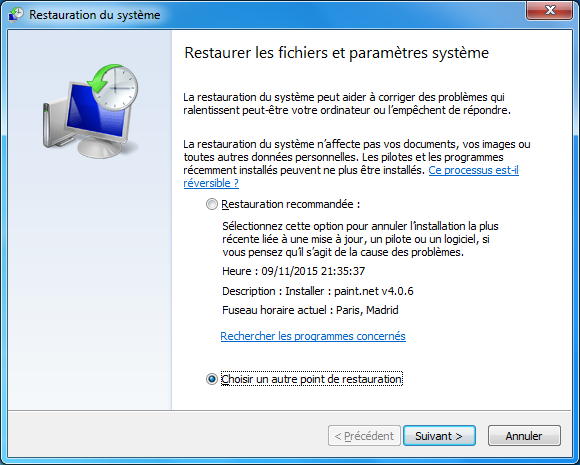 Restauration du système
Restaurer les fichiers et paramètres système
La restauration du système peut aider à corriger des problèmes qui
ralentissent peut-être votre ordinateur ou l'empêchent de répondre.
La restauration du système n'affecte pas vos documents, vos images ou
toutes autres données personnelles. Les pilotes et les programmes
récemment installés peuvent ne plus être installés. Ce processus est-il
réversible ?
Restauration recommandée :
Sélectionnez cette option pour annuler l'installation la plus
récente liée à une mise à jour, un pilote ou un logiciel, si
vous pensez qu'il s'agit de la cause des problèmes.
Heure : 09/11/2015 21:35:37
Description : Installer : paint.net v4.0.6
Fuseau horaire actuel : Paris, Madrid
Rechercher les programmes concernés
Choisir un autre point de restauration
< Précédent
Suivant >
Annuler